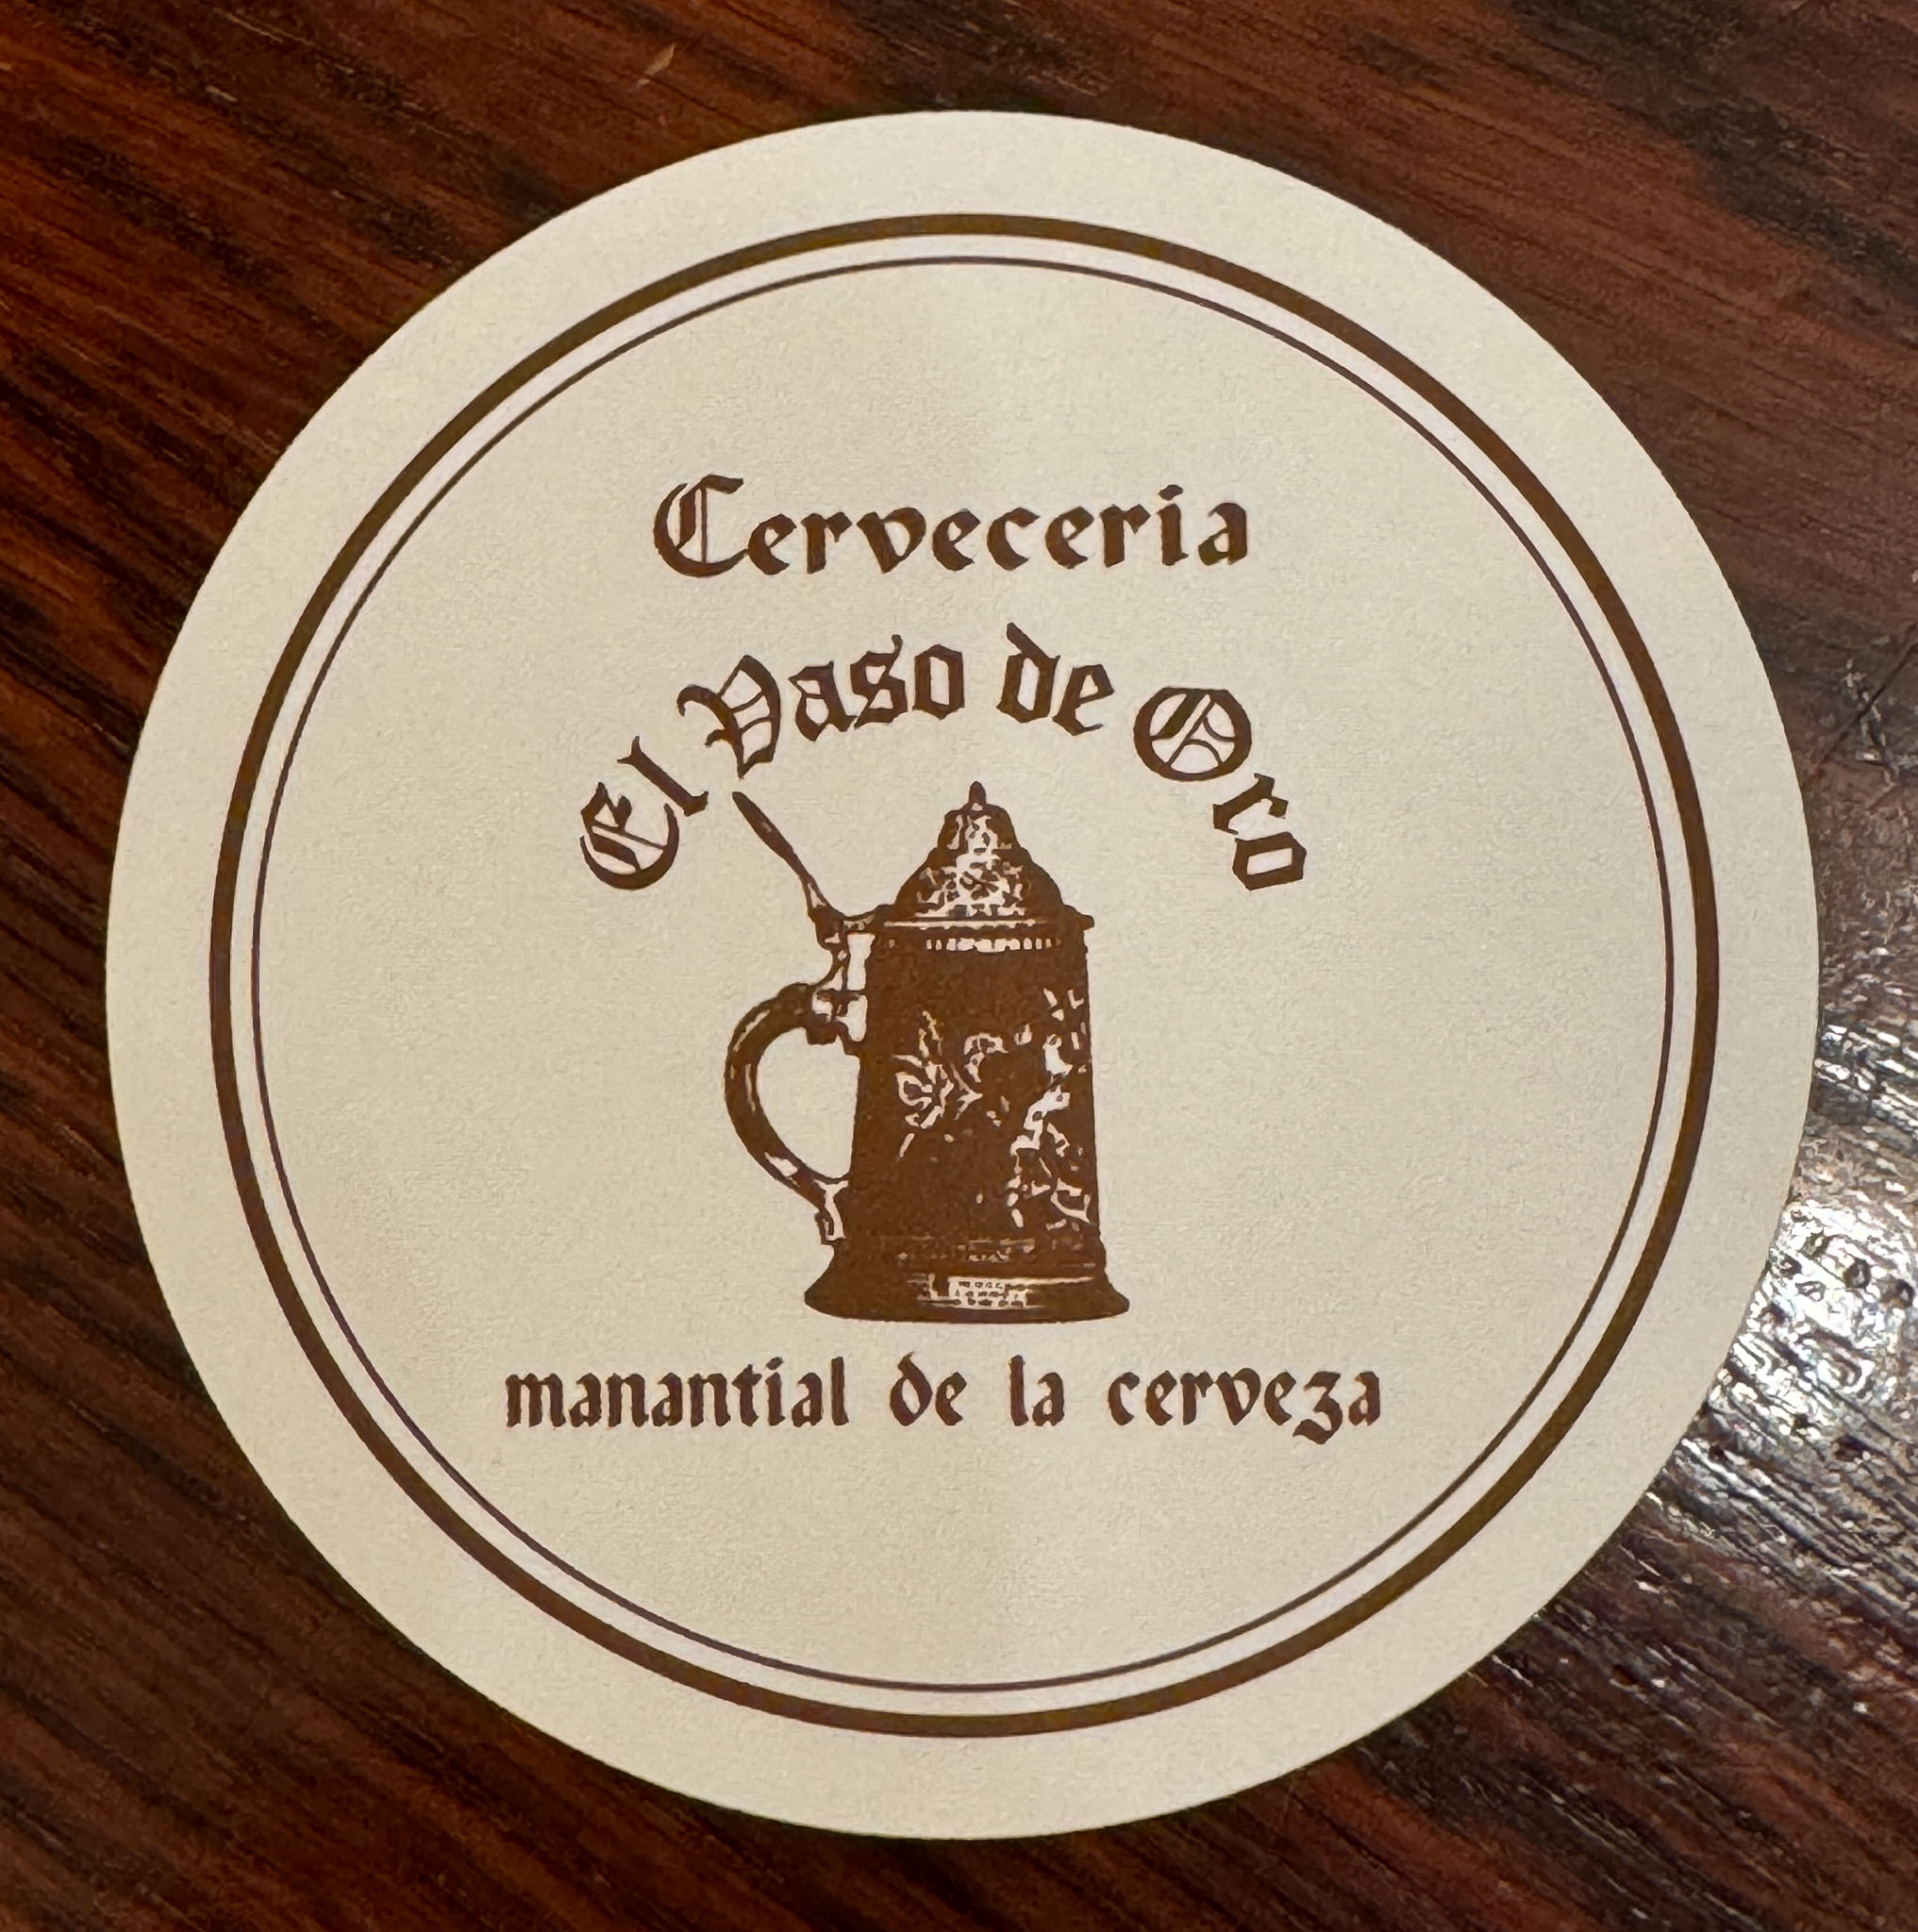 Cerveceria
El Vaso de Oro
manantial de la cerveza